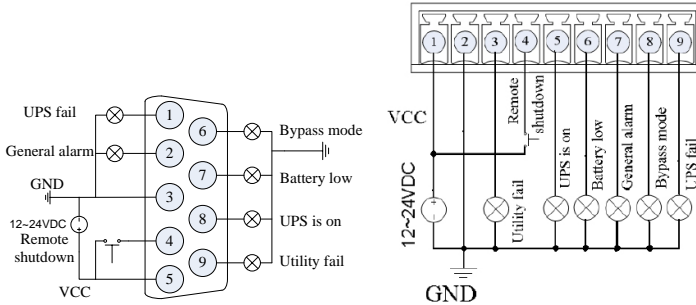 UPS fail
1
6
Bypass mode
General alarm
2
7
Battery low
GND
3
12~24VDC
8
UPS is on
Remote
shutdown
4
9
Utility fail
VCC
5
1 2 3 4 5 6 7 8 9
VCC
Remote
shutdown
12~24VDC
Utility fail
UPS is on
Battery low
General alarm
Bypass mode
UPS fail
GND